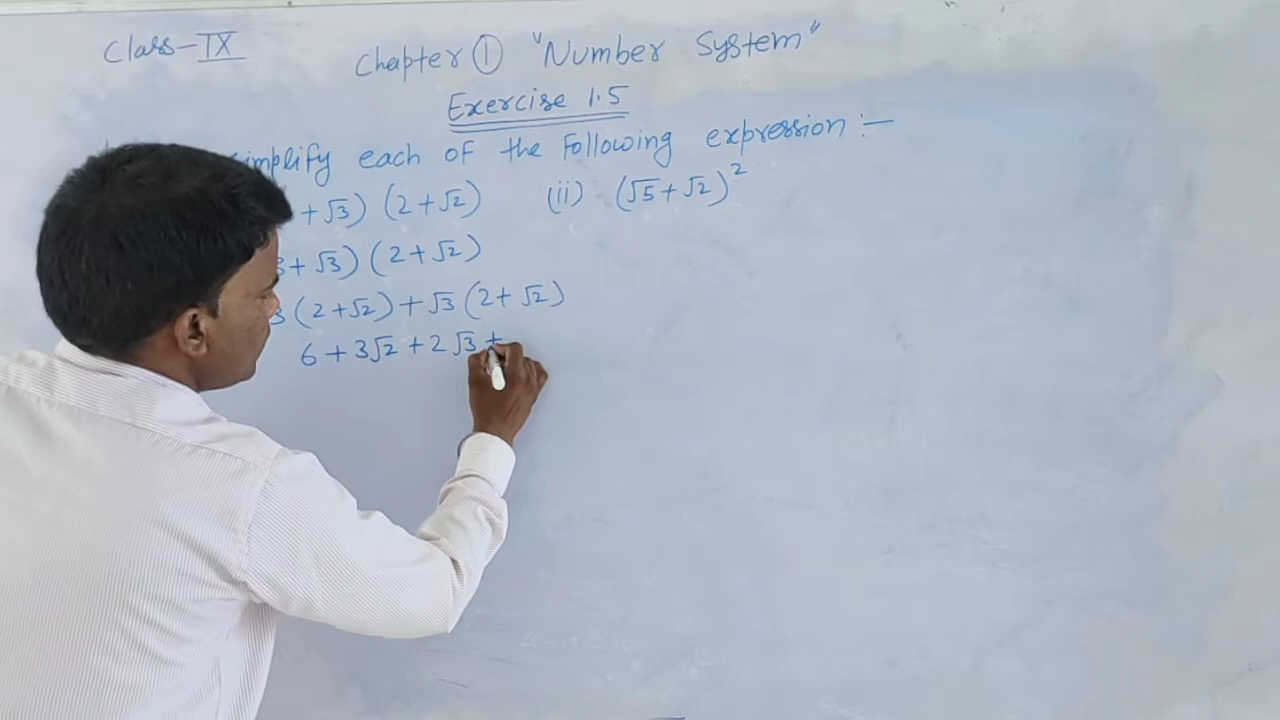 Class-IX
Chapter ① "Number System"
Exercise 1.5
simplify each of the Following expression :-
+√3) (2+√2) (ii) (√5+√2)²
3+√3) (2+√2)
3 (2+√2)+√3 (2+√2)
6+3√2+2√3+